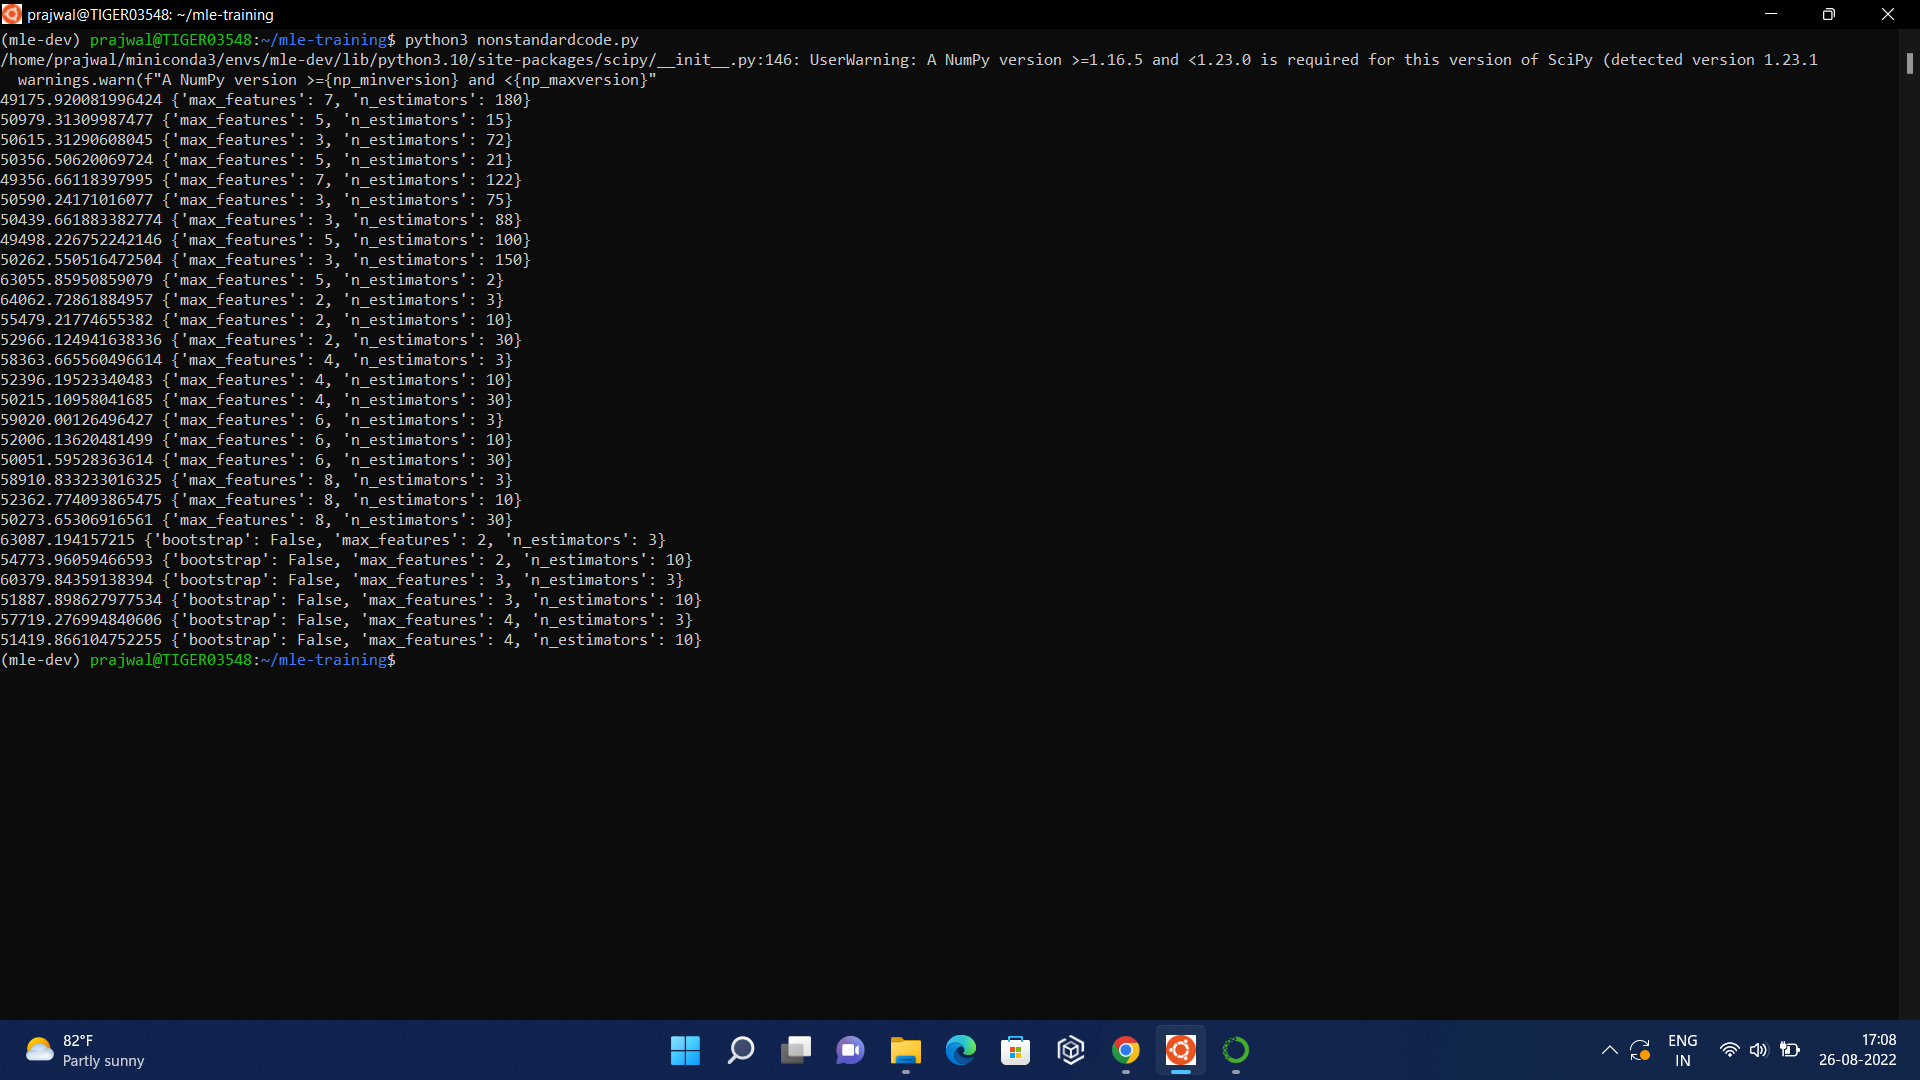 prajwal@TIGER03548: ~/mle-training
(mle-dev) prajwal@TIGER03548:~/mle-training$ python3 nonstandardcode.py
/home/prajwal/miniconda3/envs/mle-dev/lib/python3.10/site-packages/scipy/__init__.py:146: UserWarning: A NumPy version >=1.16.5 and <1.23.0 is required for this version of SciPy (detected version 1.23.1
  warnings.warn(f"A NumPy version >={np_minversion} and <{np_maxversion}"
49175.920081996424 {'max_features': 7, 'n_estimators': 180}
50979.31309987477 {'max_features': 5, 'n_estimators': 15}
50615.31290608045 {'max_features': 3, 'n_estimators': 72}
50356.50620069724 {'max_features': 5, 'n_estimators': 21}
49356.66118397995 {'max_features': 7, 'n_estimators': 122}
50590.24171016077 {'max_features': 3, 'n_estimators': 75}
50439.661883382774 {'max_features': 3, 'n_estimators': 88}
49498.226752242146 {'max_features': 5, 'n_estimators': 100}
50262.550516472504 {'max_features': 3, 'n_estimators': 150}
63055.85950859079 {'max_features': 5, 'n_estimators': 2}
64062.72861884957 {'max_features': 2, 'n_estimators': 3}
55479.21774655382 {'max_features': 2, 'n_estimators': 10}
52966.124941638336 {'max_features': 2, 'n_estimators': 30}
58363.665560496614 {'max_features': 4, 'n_estimators': 3}
52396.19523340483 {'max_features': 4, 'n_estimators': 10}
50215.10958041685 {'max_features': 4, 'n_estimators': 30}
59020.00126496427 {'max_features': 6, 'n_estimators': 3}
52006.13620481499 {'max_features': 6, 'n_estimators': 10}
50051.59528363614 {'max_features': 6, 'n_estimators': 30}
58910.833233016325 {'max_features': 8, 'n_estimators': 3}
52362.774093865475 {'max_features': 8, 'n_estimators': 10}
50273.65306916561 {'max_features': 8, 'n_estimators': 30}
63087.194157215 {'bootstrap': False, 'max_features': 2, 'n_estimators': 3}
54773.96059466593 {'bootstrap': False, 'max_features': 2, 'n_estimators': 10}
60379.84359138394 {'bootstrap': False, 'max_features': 3, 'n_estimators': 3}
51887.898627977534 {'bootstrap': False, 'max_features': 3, 'n_estimators': 10}
57719.276994840606 {'bootstrap': False, 'max_features': 4, 'n_estimators': 3}
51419.866104752255 {'bootstrap': False, 'max_features': 4, 'n_estimators': 10}
(mle-dev) prajwal@TIGER03548:~/mle-training$
82°F
Partly sunny
ENG
IN
17:08
26-08-2022